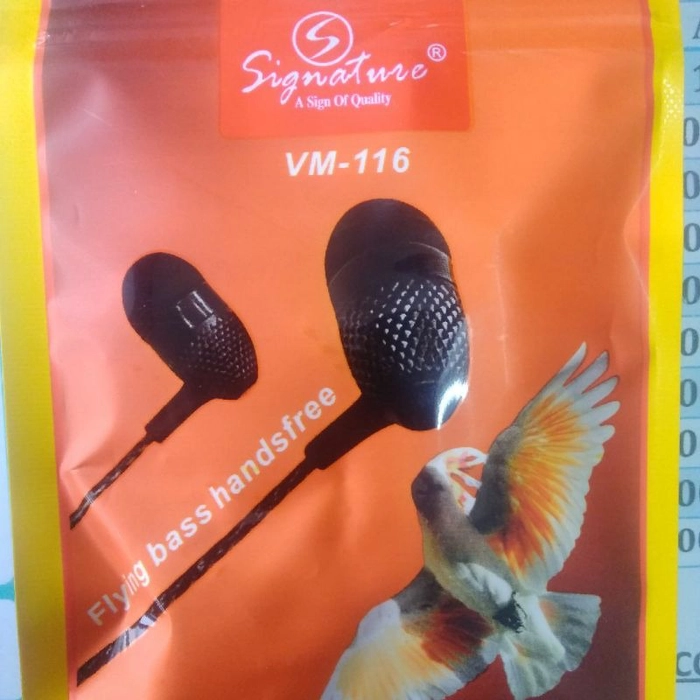 S
Signature®
A Sign Of Quality
VM-116
Flying bass handsfree